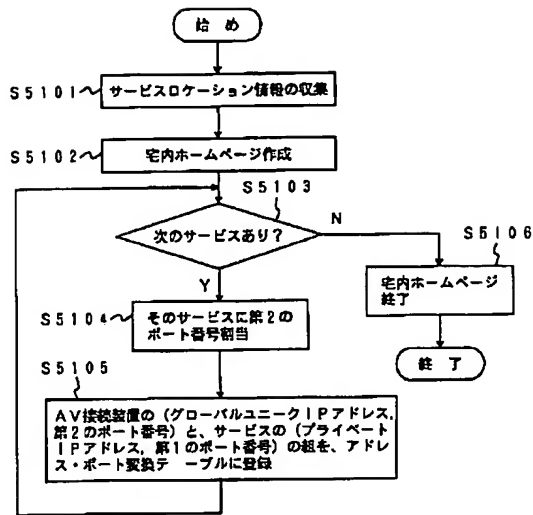 始 め
S5101
サービスロケーション情報の収集
S5102
宅内ホームページ作成
S5103
次のサービスあり？
N
Y
S5106
宅内ホームページ
終了
終 了
S5104
そのサービスに第2の
ポート番号割当
S5105
AV接続装置の（グローバルユニークIPアドレス，
第2のポート番号）と、サービスの（プライベート
IPアドレス，第1のポート番号）の組を、アドレ
ス・ポート変換テーブルに登録